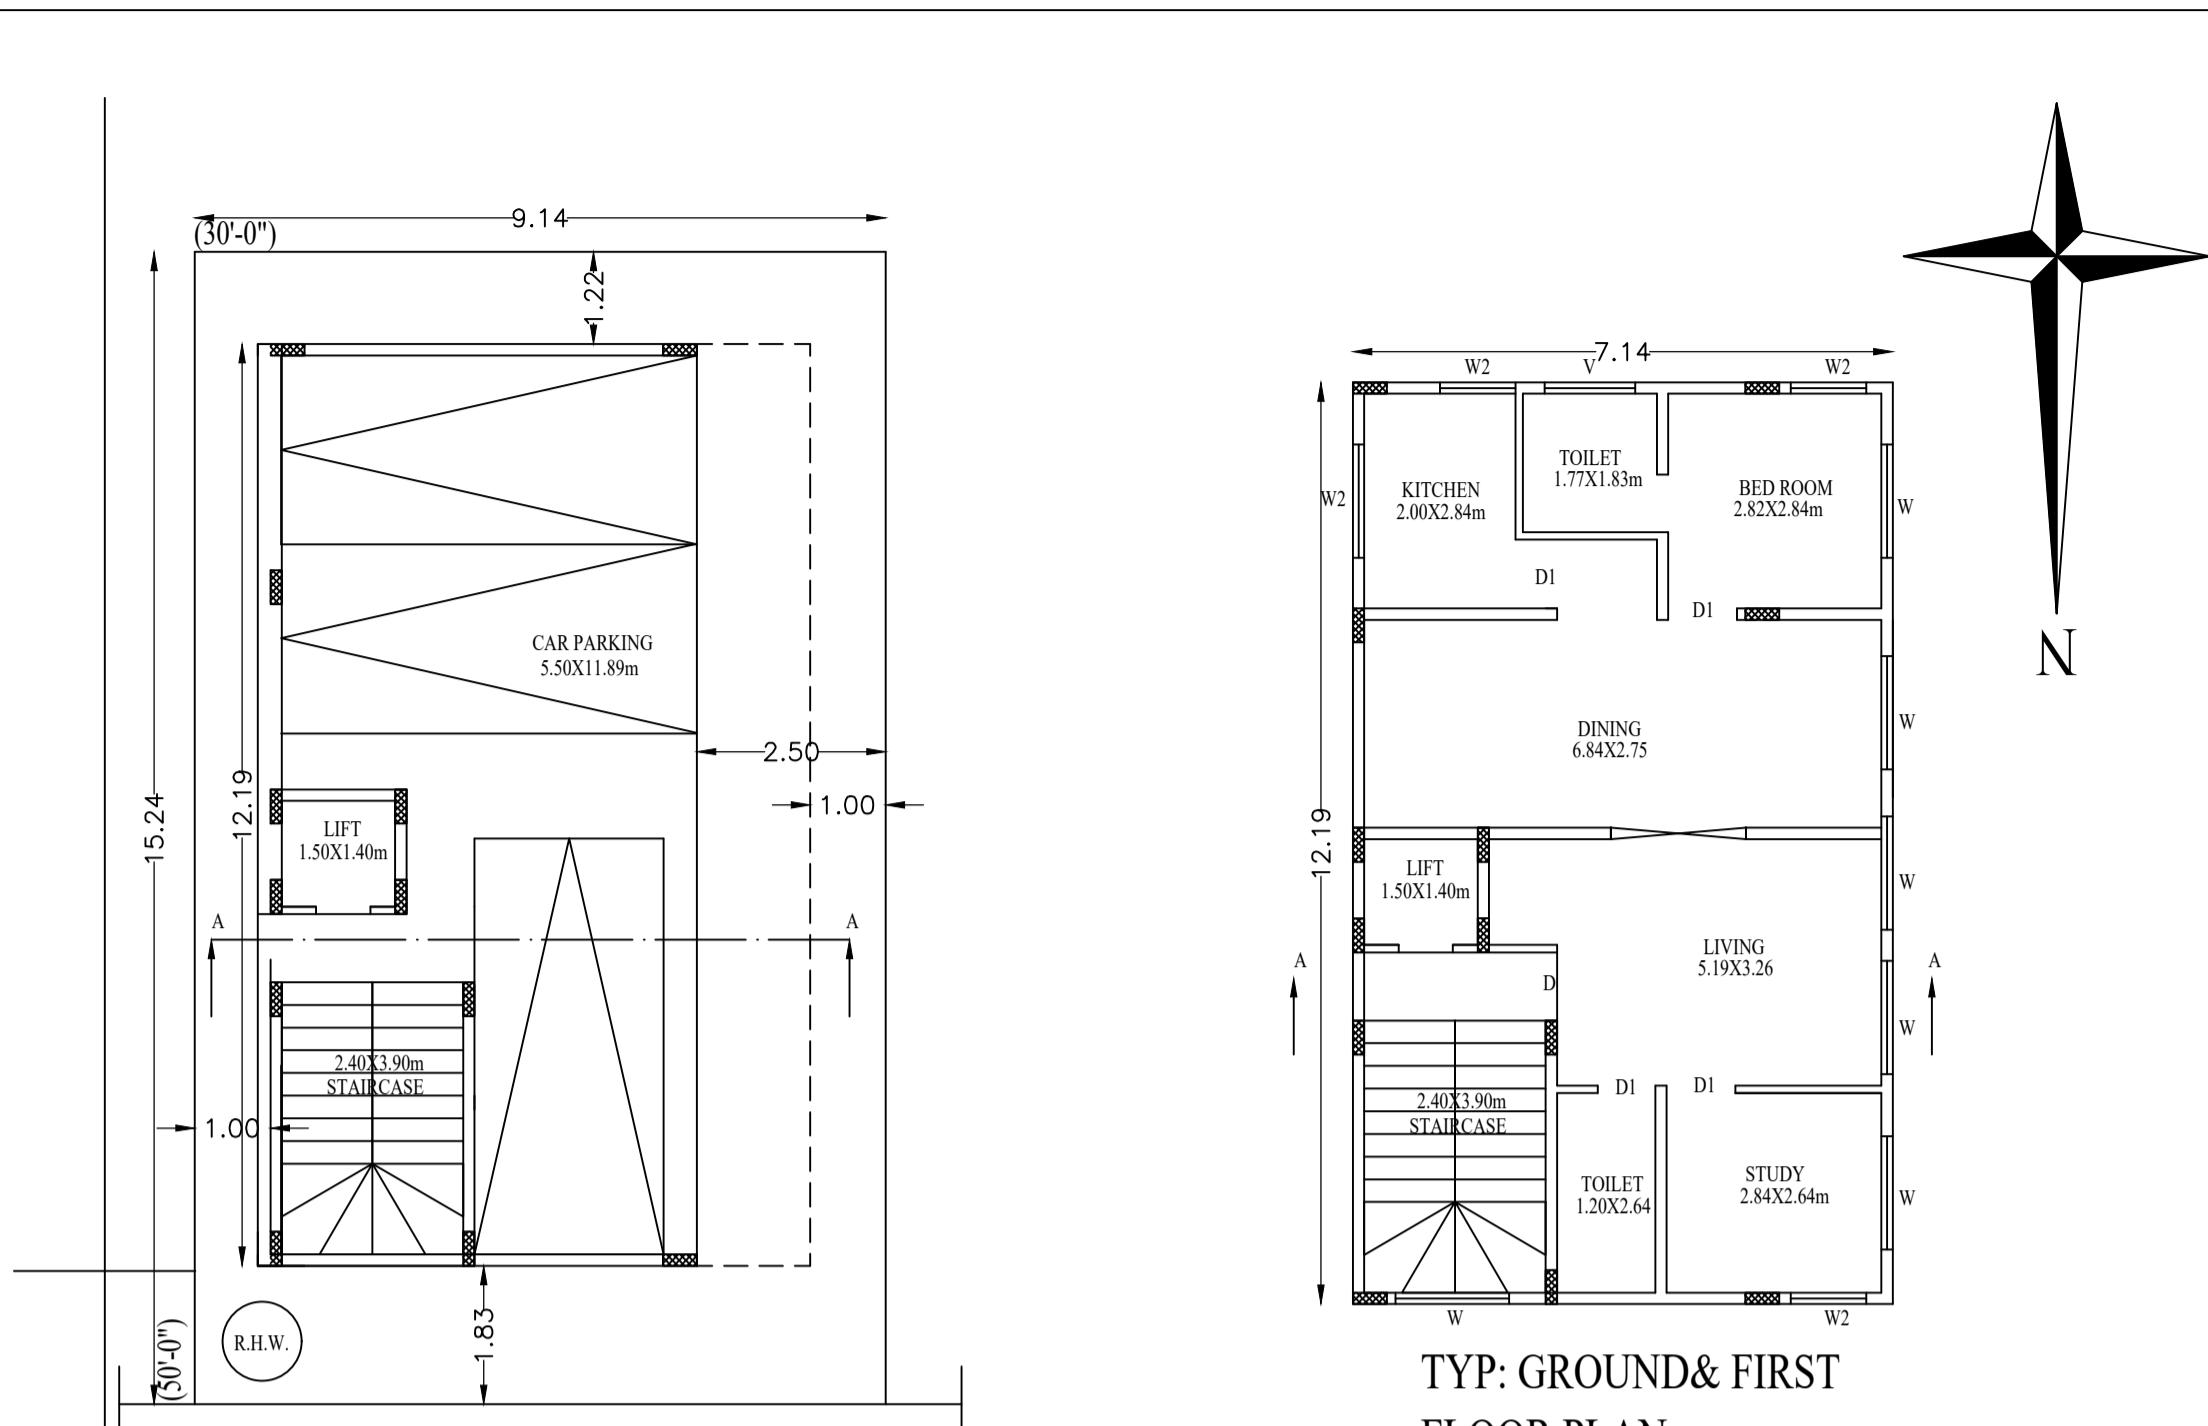 9.14
(30'-0")
1.22
15.24
12.19
CAR PARKING
5.50X11.89m
2.50
1.00
LIFT
1.50X1.40m
A
A
2.40X3.90m
STAIRCASE
1.00
R.H.W.
1.83
(50'-0")
7.14
W2
V
W2
W2
KITCHEN
2.00X2.84m
TOILET
1.77X1.83m
BED ROOM
2.82X2.84m
W
D1
D1
N
DINING
6.84X2.75
W
12.19
LIFT
1.50X1.40m
W
LIVING
5.19X3.26
A
D
A
W
D1
D1
2.40X3.90m
STAIRCASE
TOILET
1.20X2.64
STUDY
2.84X2.64m
W
W
W2
TYP: GROUND& FIRST
FLOOR PLAN